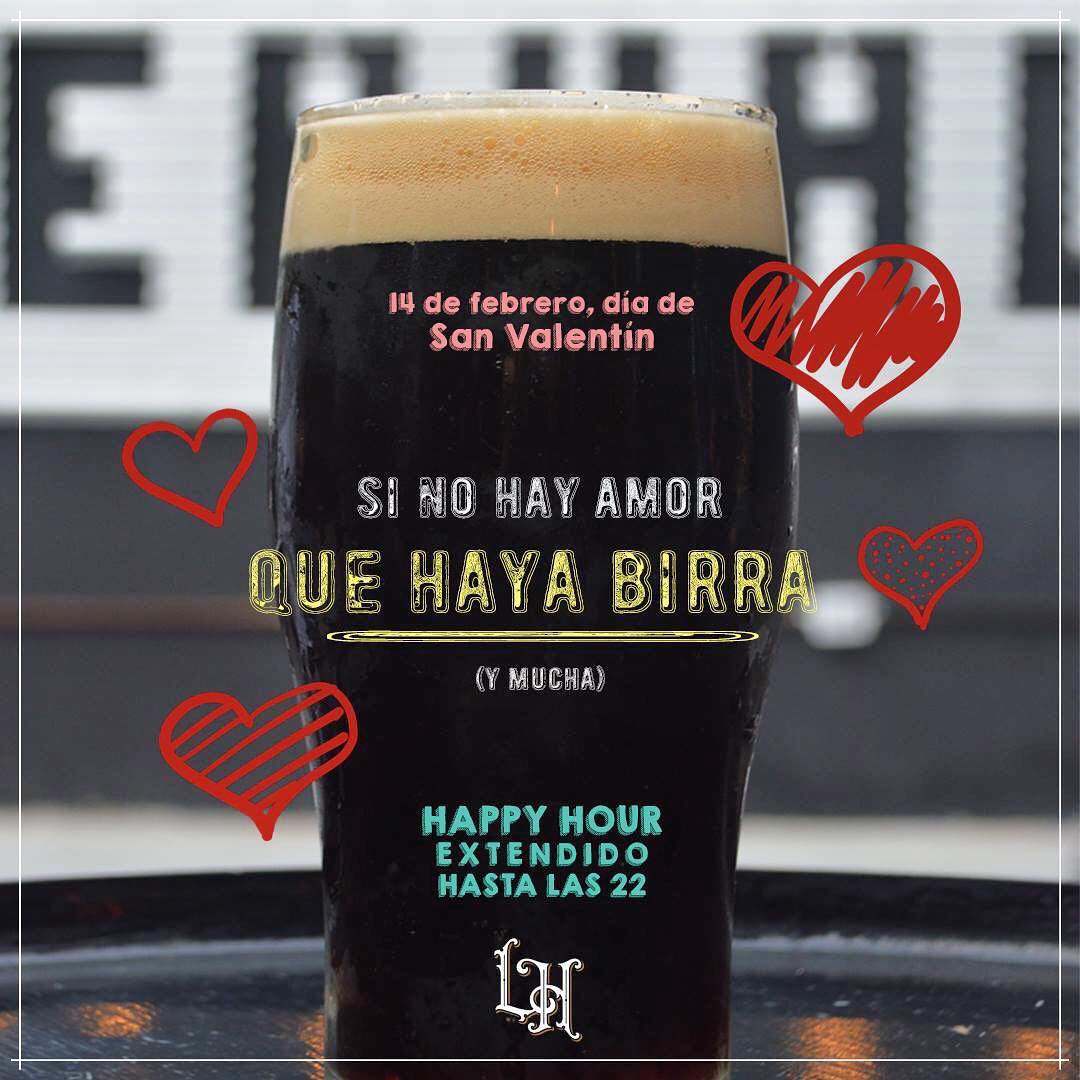 14 de febrero, día de
San Valentín
SI NO HAY AMOR
QUE HAYA BIRRA
(Y MUCHA)
HAPPY HOUR
EXTENDIDO
HASTA LAS 22
LH